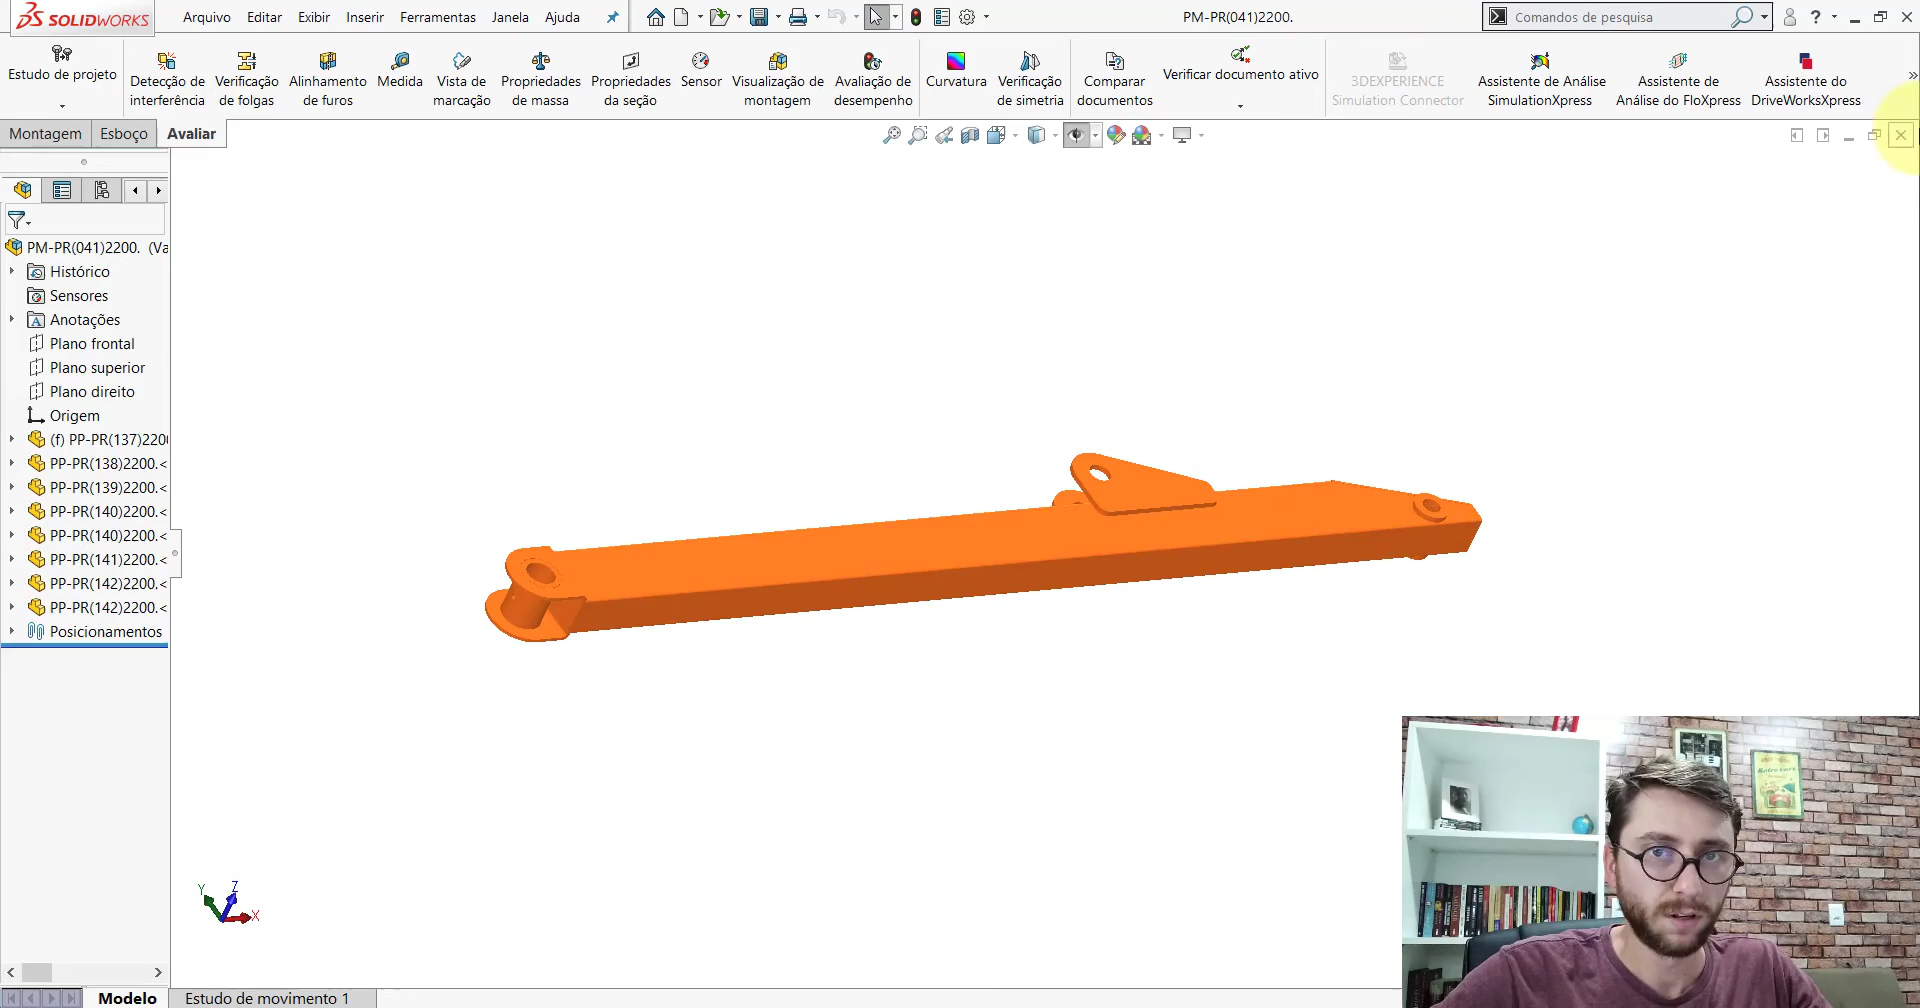 SOLIDWORKS
Arquivo Editar Exibir Inserir Ferramentas Janela Ajuda
PM-PR(041)2200.
Comandos de pesquisa
Estudo de projeto
Detecção de interferência
Verificação de folgas
Alinhamento de furos
Medida
Vista de marcação
Propriedades de massa
Propriedades da seção
Sensor
Visualização de montagem
Avaliação de desempenho
Curvatura
Verificação de simetria
Comparar documentos
Verificar documento ativo
3DEXPERIENCE Simulation Connector
Assistente de Análise SimulationXpress
Assistente de Análise do FloXpress
Assistente do DriveWorksXpress
Montagem Esboço Avaliar
PM-PR(041)2200. (Va
Histórico
Sensores
Anotações
Plano frontal
Plano superior
Plano direito
Origem
(f) PP-PR(137)220
PP-PR(138)2200.<
PP-PR(139)2200.<
PP-PR(140)2200.<
PP-PR(140)2200.<
PP-PR(141)2200.<
PP-PR(142)2200.<
PP-PR(142)2200.<
Posicionamentos
Y Z
X
Modelo Estudo de movimento 1